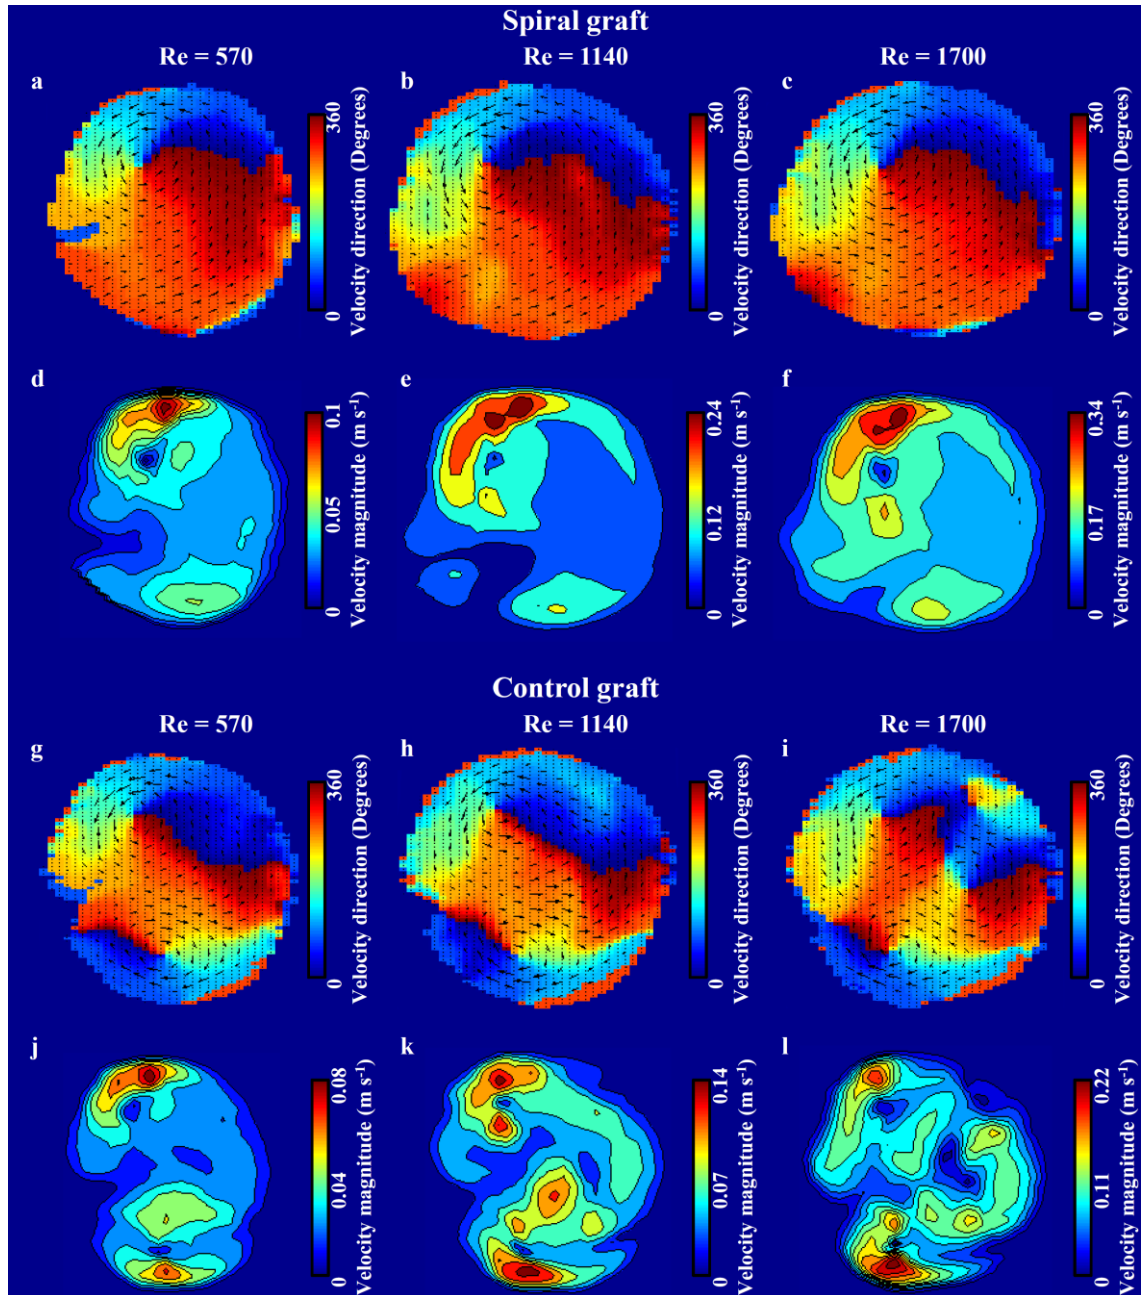 Spiral graft
Re = 570
Re = 1140
Re = 1700
a
b
c
0 360
Velocity direction (Degrees)
0 360
Velocity direction (Degrees)
0 360
Velocity direction (Degrees)
d
e
f
0 0.05 0.1
Velocity magnitude (m s⁻¹)
0 0.12 0.24
Velocity magnitude (m s⁻¹)
0 0.17 0.34
Velocity magnitude (m s⁻¹)
Control graft
Re = 570
Re = 1140
Re = 1700
g
h
i
0 360
Velocity direction (Degrees)
0 360
Velocity direction (Degrees)
0 360
Velocity direction (Degrees)
j
k
l
0 0.04 0.08
Velocity magnitude (m s⁻¹)
0 0.07 0.14
Velocity magnitude (m s⁻¹)
0 0.11 0.22
Velocity magnitude (m s⁻¹)